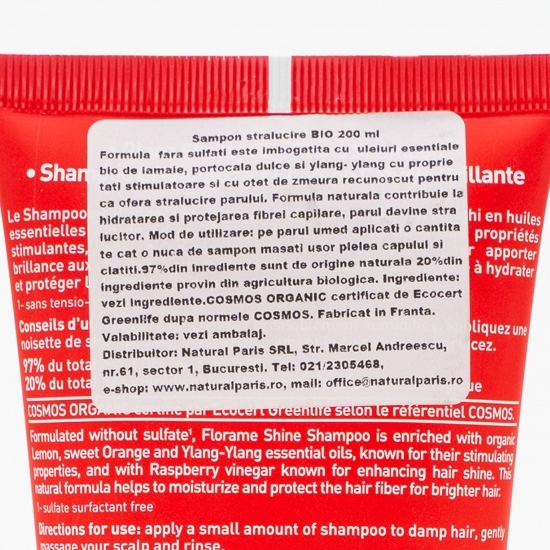 Sampon stralucire BIO 200 ml
Formula fara sulfati este imbogatita cu uleiuri esentiale
bio de lamaie, portocala dulce si ylang- ylang cu proprie
tati stimulatoare si cu otet de zmeura recunoscut pentru
ca ofera stralucire parului. Formula naturala contribuie la
hidratarea si protejarea fibrei capilare, parul devine stra
lucitor. Mod de utilizare: pe parul umed aplicati o cantita
te cat o nuca de sampon masati usor pielea capului si
clatiti.97%din inrediente sunt de origine naturala 20%din
ingrediente provin din agricultura biologica. Ingrediente:
vezi ingredIente.COSMOS ORGANIC certificat de Ecocert
Greenlife dupa normele COSMOS. Fabricat in Franta.
Valabilitate: vezi ambalaj.
Distribuitor: Natural Paris SRL, Str. Marcel Andreescu,
nr.61, sector 1, Bucuresti. Tel: 021/2305468,
e-shop: www.naturalparis.ro, mail: office@naturalparis.ro
• Sham illante
Le Shampoo hi en huiles
essentielles propriétés
stimulantes, apporter
brillance aux à hydrater
et protéger l
1- sans tensio-
Conseils d'u pliquez une
noisette de s cez.
97% du tota
20% du tota que
COSMOS ORGANIC certifié par Ecocert Greenlife selon le référentiel COSMOS.
Formulated without sulfate¹, Florame Shine Shampoo is enriched with organic
Lemon, sweet Orange and Ylang-Ylang essential oils, known for their stimulating
properties, and with Raspberry vinegar known for enhancing hair shine. This
natural formula helps to moisturize and protect the hair fiber for brighter hair.
1- sulfate surfactant free
Directions for use: apply a small amount of shampoo to damp hair, gently
massage your scalp and rinse.